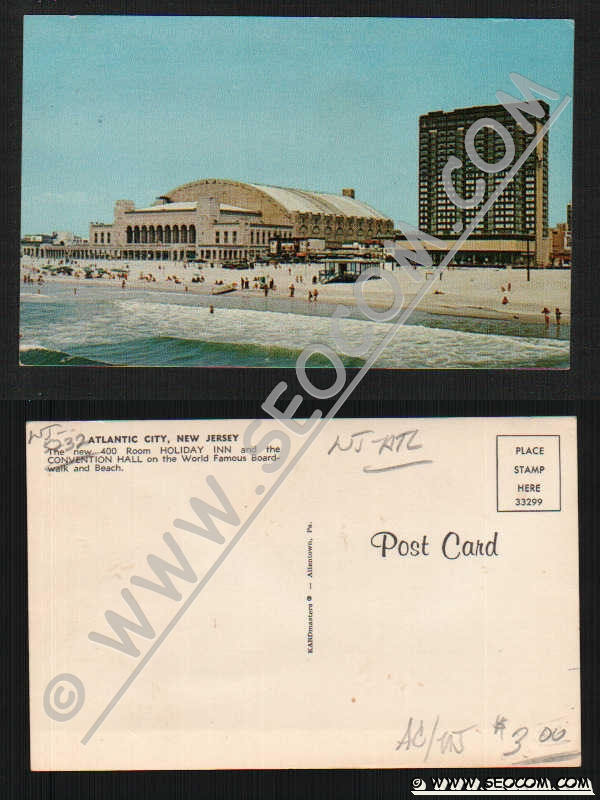 © WWW.SEOCOM.COM
NJ-
5232
ATLANTIC CITY, NEW JERSEY
The new 400 Room HOLIDAY INN and the
CONVENTION HALL on the World Famous Board-
walk and Beach.
KARDmasters ® — Allentown, Pa.
NJ-ATL
PLACE
STAMP
HERE
33299
Post Card
AC/NJ $3.00
© WWW.SEOCOM.COM